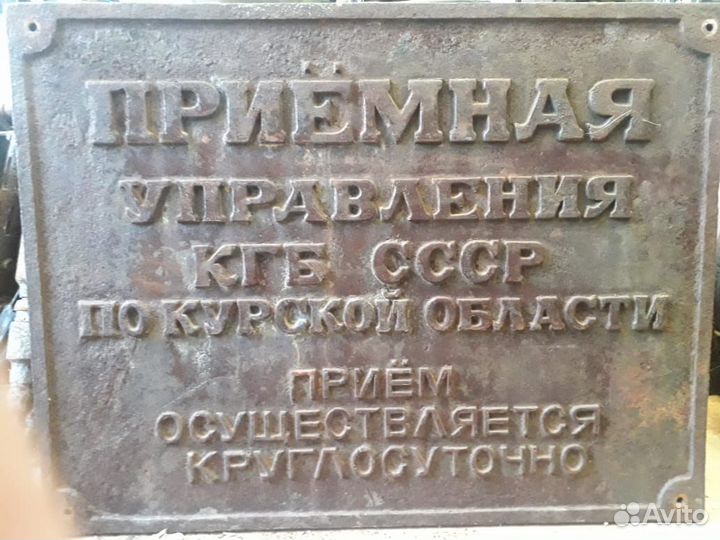 ПРИЁМНАЯ
УПРАВЛЕНИЯ
КГБ СССР
ПО КУРСКОЙ ОБЛАСТИ
ПРИЁМ
ОСУЩЕСТВЛЯЕТСЯ
КРУГЛОСУТОЧНО
Avito